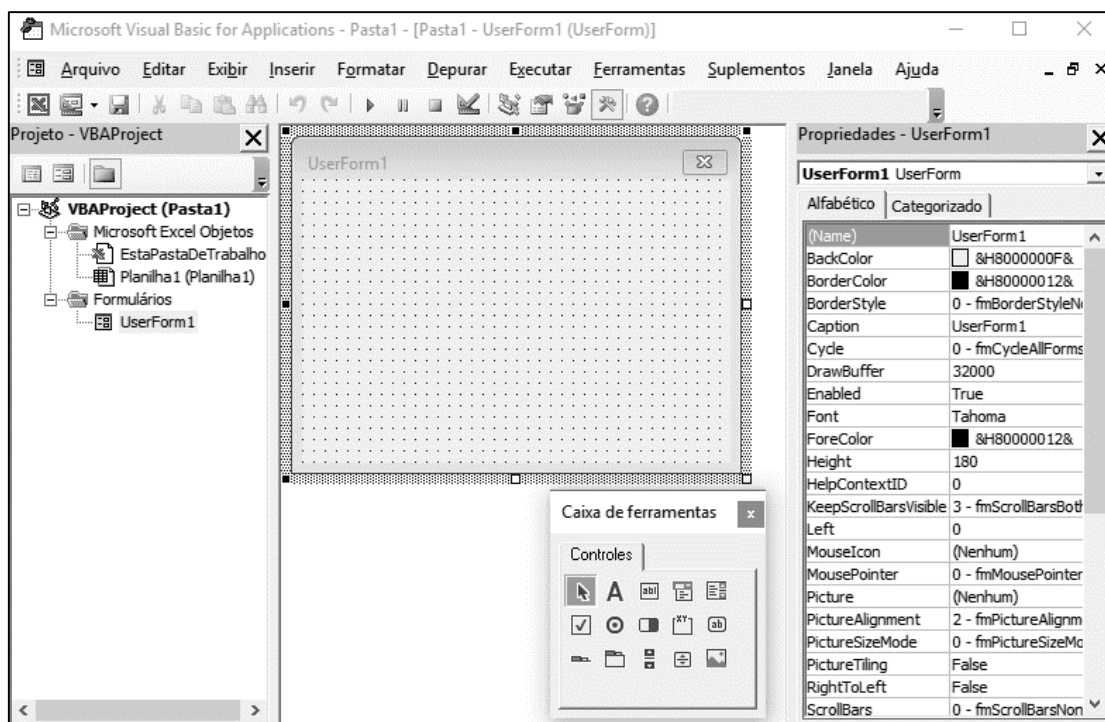 Microsoft Visual Basic for Applications - Pasta1 - [Pasta1 - UserForm1 (UserForm)]
Arquivo Editar Exibir Inserir Formatar Depurar Executar Ferramentas Suplementos Janela Ajuda
Projeto - VBAProject
VBAProject (Pasta1)
Microsoft Excel Objetos
EstaPastaDeTrabalho
Planilha1 (Planilha1)
Formulários
UserForm1
UserForm1
Caixa de ferramentas
Controles
A abl
XY ab
Propriedades - UserForm1
UserForm1 UserForm
Alfabético Categorizado
(Name) UserForm1
BackColor &H8000000F&
BorderColor &H80000012&
BorderStyle 0 - fmBorderStyleN
Caption UserForm1
Cycle 0 - fmCycleAllForms
DrawBuffer 32000
Enabled True
Font Tahoma
ForeColor &H80000012&
Height 180
HelpContextID 0
KeepScrollBarsVisible 3 - fmScrollBarsBoth
Left 0
MouseIcon (Nenhum)
MousePointer 0 - fmMousePointer
Picture (Nenhum)
PictureAlignment 2 - fmPictureAlignm
PictureSizeMode 0 - fmPictureSizeMo
PictureTiling False
RightToLeft False
ScrollBars 0 - fmScrollBarsNon